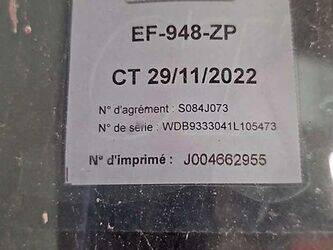 EF-948-ZP
CT 29/11/2022
N° d'agrément : S084J073
N° de série : WDB9333041L105473
N° d'imprimé : J004662955